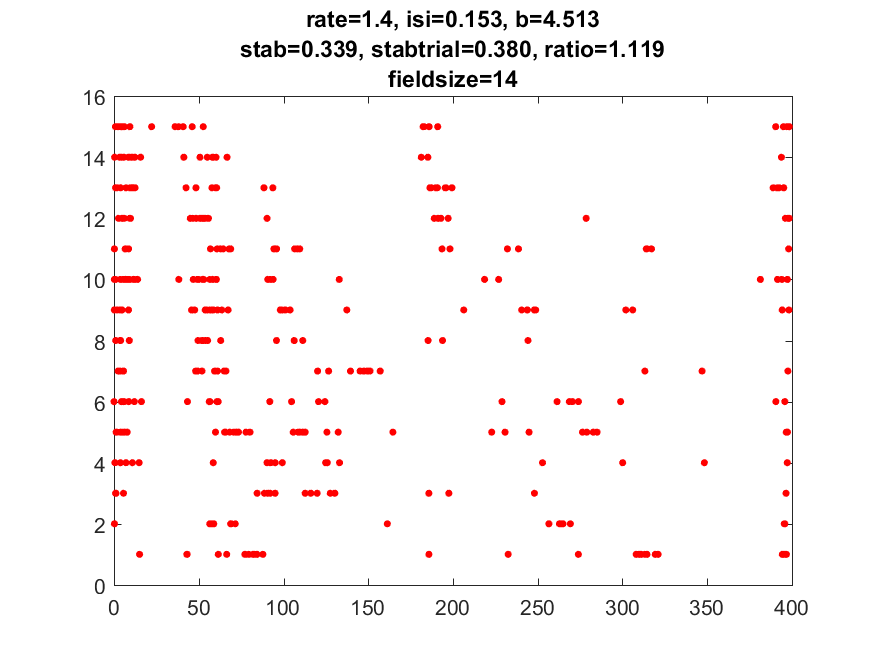 rate=1.4, isi=0.153, b=4.513
stab=0.339, stabtrial=0.380, ratio=1.119
fieldsize=14
16
14
12
10
8
6
4
2
0
0 50 100 150 200 250 300 350 400